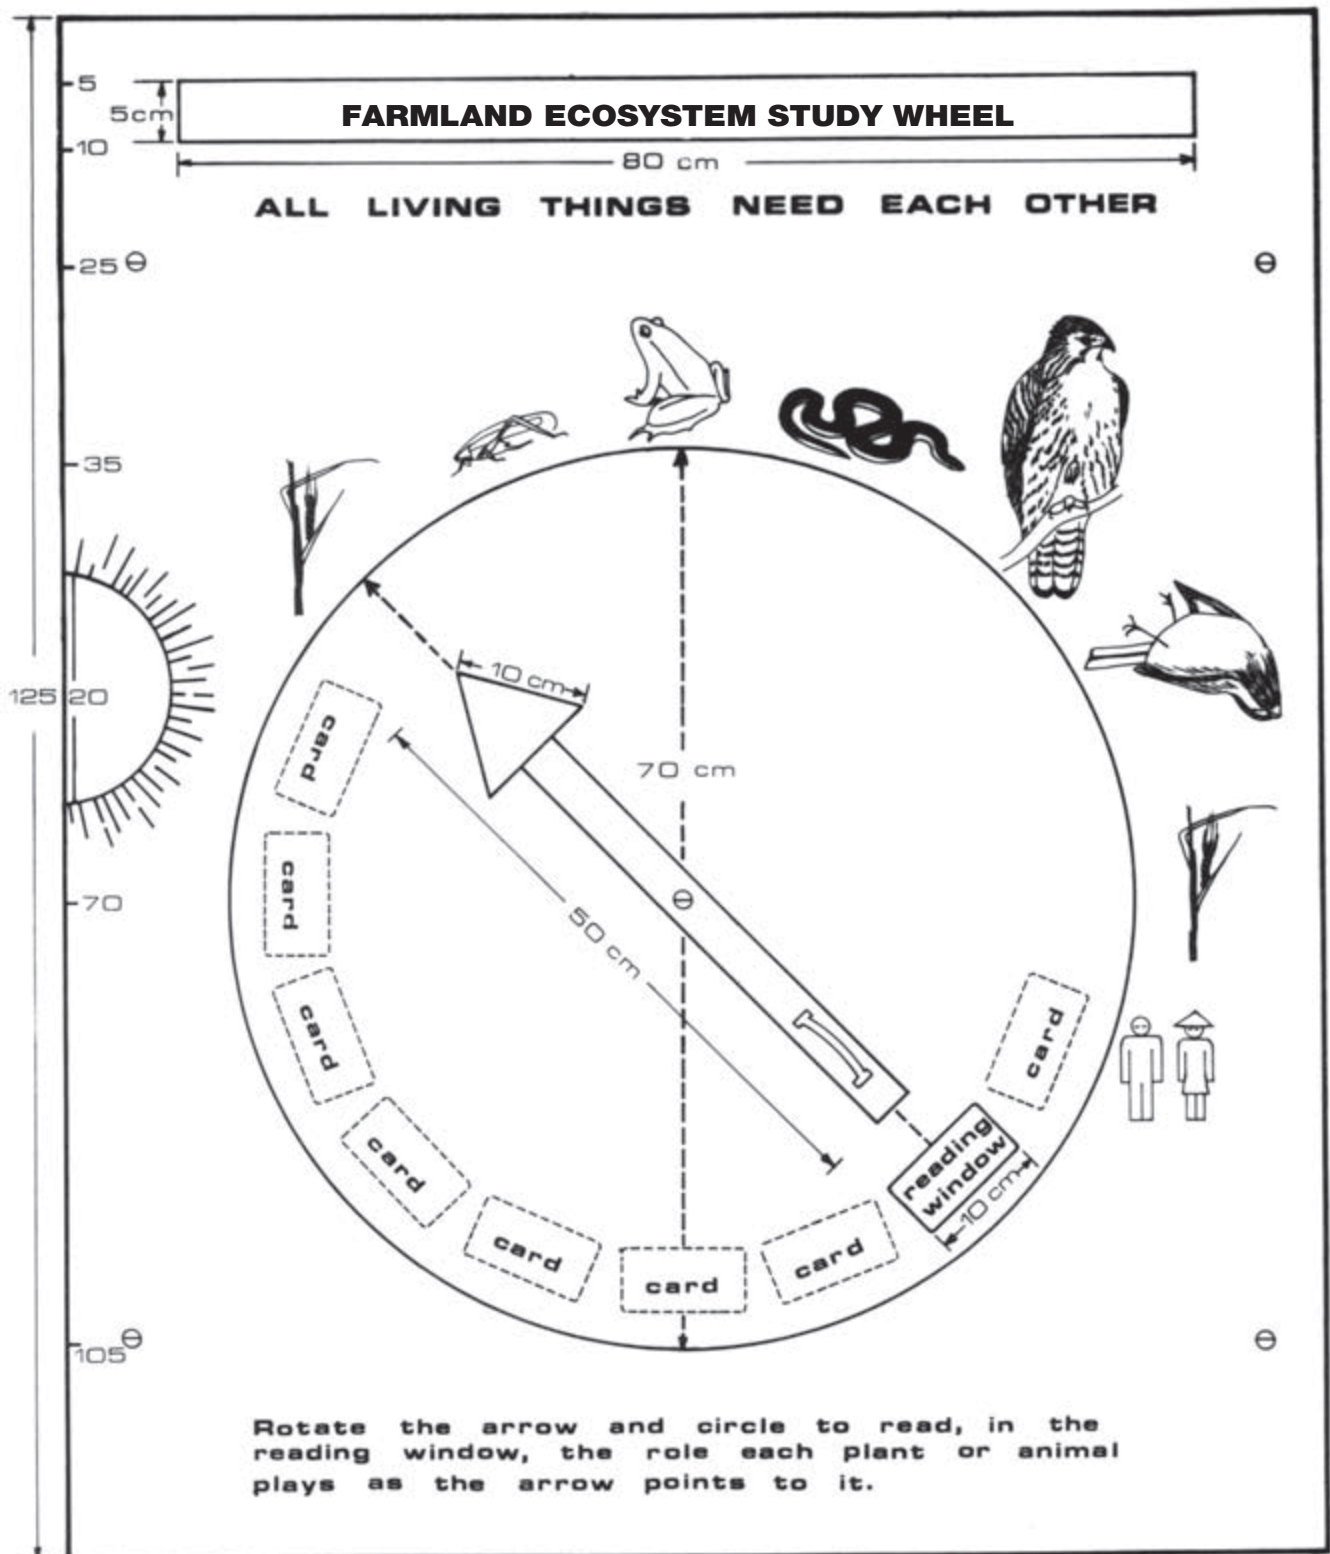 5
5cm
FARMLAND ECOSYSTEM STUDY WHEEL
10
80 cm
ALL LIVING THINGS NEED EACH OTHER
25
35
10 cm
125 20
70 cm
card
card
70
50 cm
card
card
card
card
card
reading
window
10 cm
card
105
Rotate the arrow and circle to read, in the
reading window, the role each plant or animal
plays as the arrow points to it.